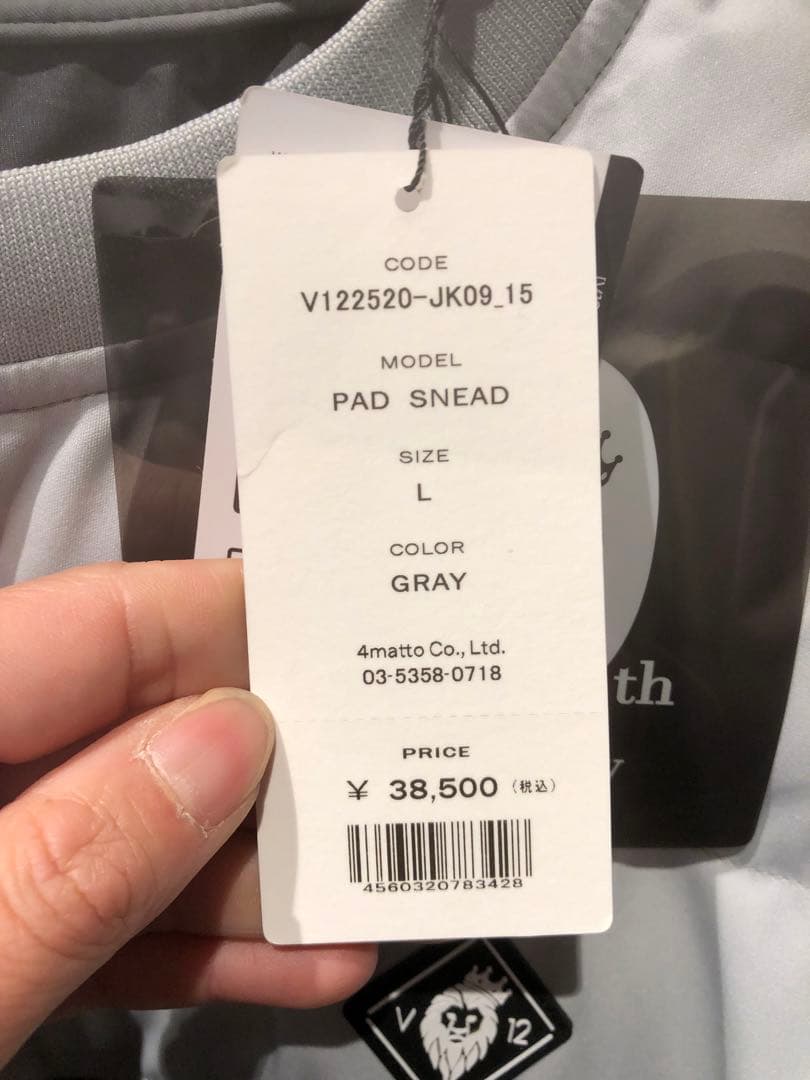 CODE
V122520-JK09_15
MODEL
PAD SNEAD
SIZE
L
COLOR
GRAY
4matto Co., Ltd.
03-5358-0718
th
PRICE
¥ 38,500 (税込)
4560320783428
V 12